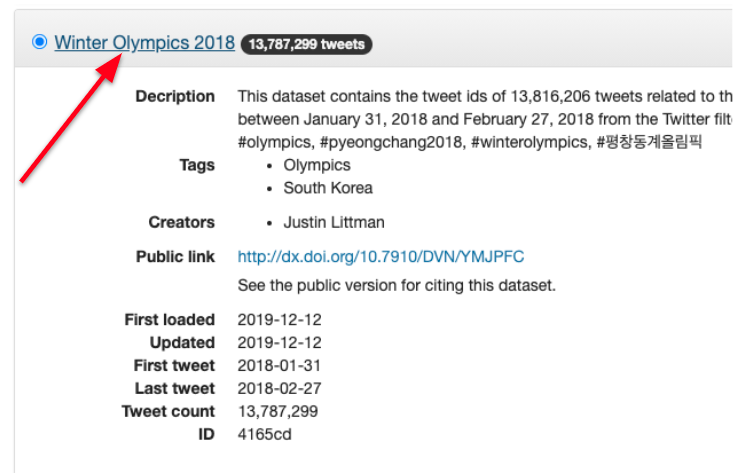 Winter Olympics 2018 13,787,299 tweets
Decription This dataset contains the tweet ids of 13,816,206 tweets related to th
between January 31, 2018 and February 27, 2018 from the Twitter filt
#olympics, #pyeongchang2018, #winterolympics, #평창동계올림픽
Tags • Olympics
• South Korea
Creators • Justin Littman
Public link http://dx.doi.org/10.7910/DVN/YMJPFC
See the public version for citing this dataset.
First loaded 2019-12-12
Updated 2019-12-12
First tweet 2018-01-31
Last tweet 2018-02-27
Tweet count 13,787,299
ID 4165cd